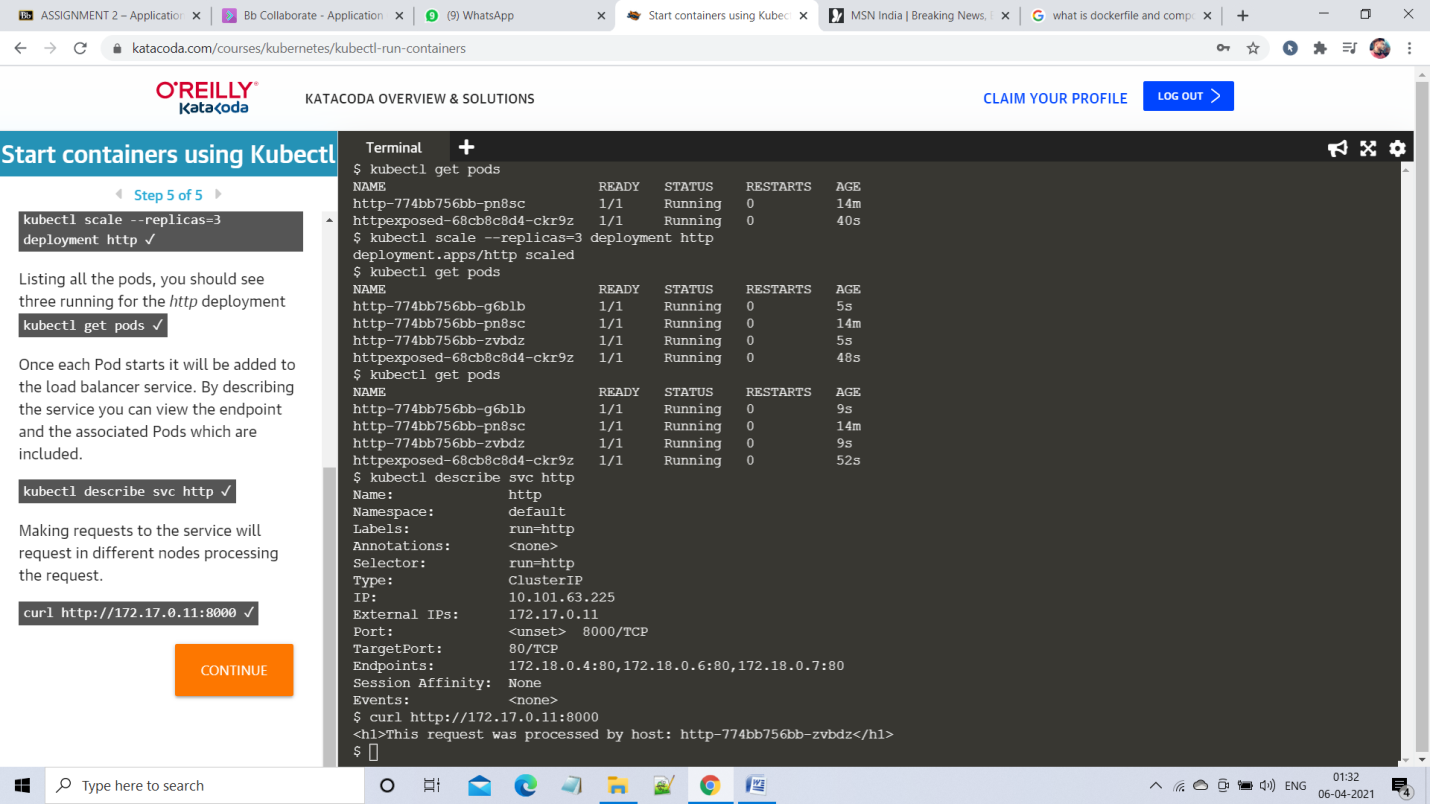 ASSIGNMENT 2 – Application
Bb Collaborate - Application
(9) WhatsApp
Start containers using Kubect
MSN India | Breaking News,
what is dockerfile and comp
katacoda.com/courses/kubernetes/kubectl-run-containers
O'REILLY®
Katacoda
KATACODA OVERVIEW & SOLUTIONS
CLAIM YOUR PROFILE
LOG OUT
Start containers using Kubectl
Step 5 of 5
kubectl scale --replicas=3
deployment http ✓
Listing all the pods, you should see
three running for the http deployment
kubectl get pods ✓
Once each Pod starts it will be added to
the load balancer service. By describing
the service you can view the endpoint
and the associated Pods which are
included.
kubectl describe svc http ✓
Making requests to the service will
request in different nodes processing
the request.
curl http://172.17.0.11:8000 ✓
CONTINUE
Terminal
$ kubectl get pods
NAME READY STATUS RESTARTS AGE
http-774bb756bb-pn8sc 1/1 Running 0 14m
httpexposed-68cb8c8d4-ckr9z 1/1 Running 0 40s
$ kubectl scale --replicas=3 deployment http
deployment.apps/http scaled
$ kubectl get pods
NAME READY STATUS RESTARTS AGE
http-774bb756bb-g6blb 1/1 Running 0 5s
http-774bb756bb-pn8sc 1/1 Running 0 14m
http-774bb756bb-zvbdz 1/1 Running 0 5s
httpexposed-68cb8c8d4-ckr9z 1/1 Running 0 48s
$ kubectl get pods
NAME READY STATUS RESTARTS AGE
http-774bb756bb-g6blb 1/1 Running 0 9s
http-774bb756bb-pn8sc 1/1 Running 0 14m
http-774bb756bb-zvbdz 1/1 Running 0 9s
httpexposed-68cb8c8d4-ckr9z 1/1 Running 0 52s
$ kubectl describe svc http
Name: http
Namespace: default
Labels: run=http
Annotations: <none>
Selector: run=http
Type: ClusterIP
IP: 10.101.63.225
External IPs: 172.17.0.11
Port: <unset> 8000/TCP
TargetPort: 80/TCP
Endpoints: 172.18.0.4:80,172.18.0.6:80,172.18.0.7:80
Session Affinity: None
Events: <none>
$ curl http://172.17.0.11:8000
<h1>This request was processed by host: http-774bb756bb-zvbdz</h1>
$
Type here to search
ENG
01:32
06-04-2021
4